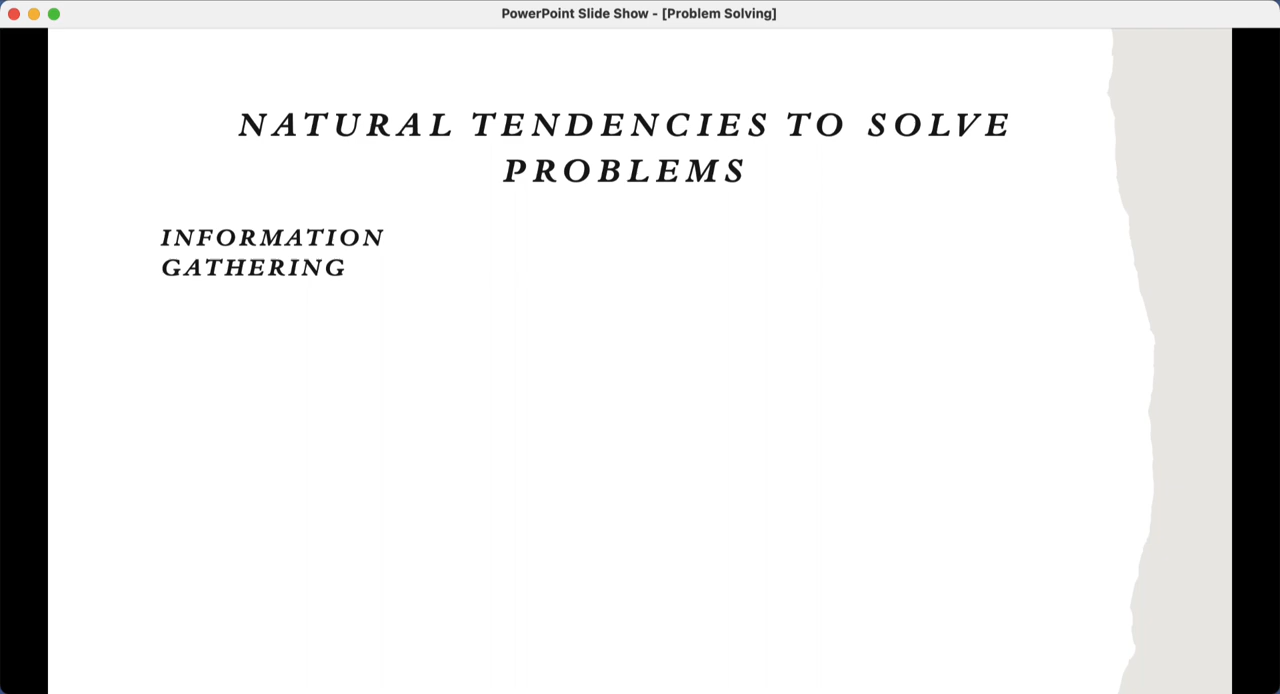 PowerPoint Slide Show - [Problem Solving]
NATURAL TENDENCIES TO SOLVE
PROBLEMS
INFORMATION
GATHERING